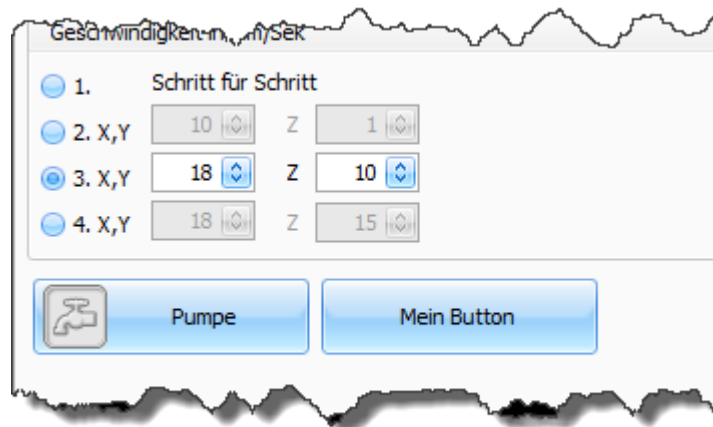 1. Schritt für Schritt
2. X,Y 10 Z 1
3. X,Y 18 Z 10
4. X,Y 18 Z 15
Pumpe Mein Button